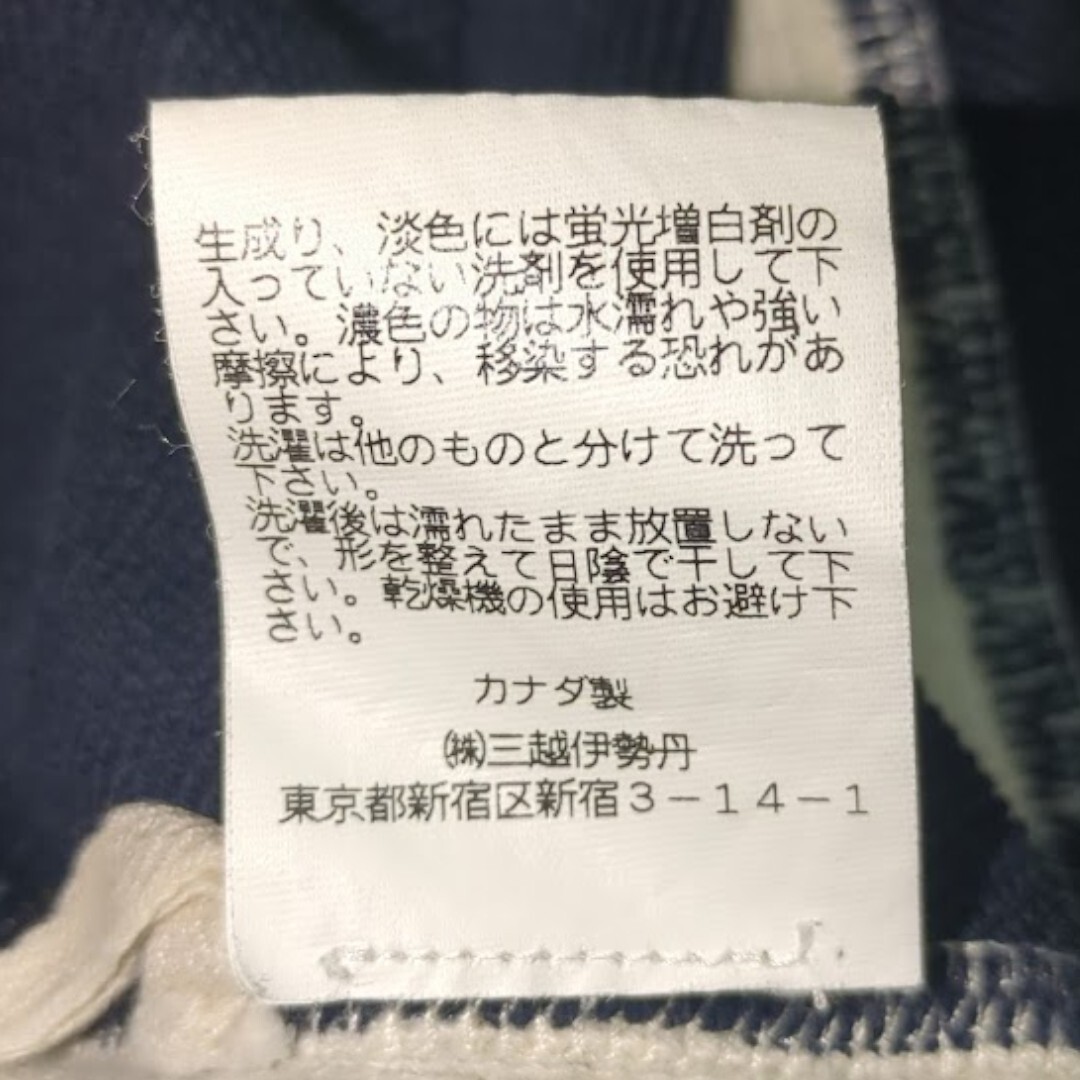 生成り、淡色には蛍光増白剤の
入っていない洗剤を使用して下
さい。濃色の物は水濡れや強い
摩擦により、移染する恐れがあ
ります。
洗濯は他のものと分けて洗って
下さい。
洗濯後は濡れたまま放置しない
で、形を整えて日陰で干して下
さい。乾燥機の使用はお避け下
さい。
カナダ製
㈱三越伊勢丹
東京都新宿区新宿3-14-1